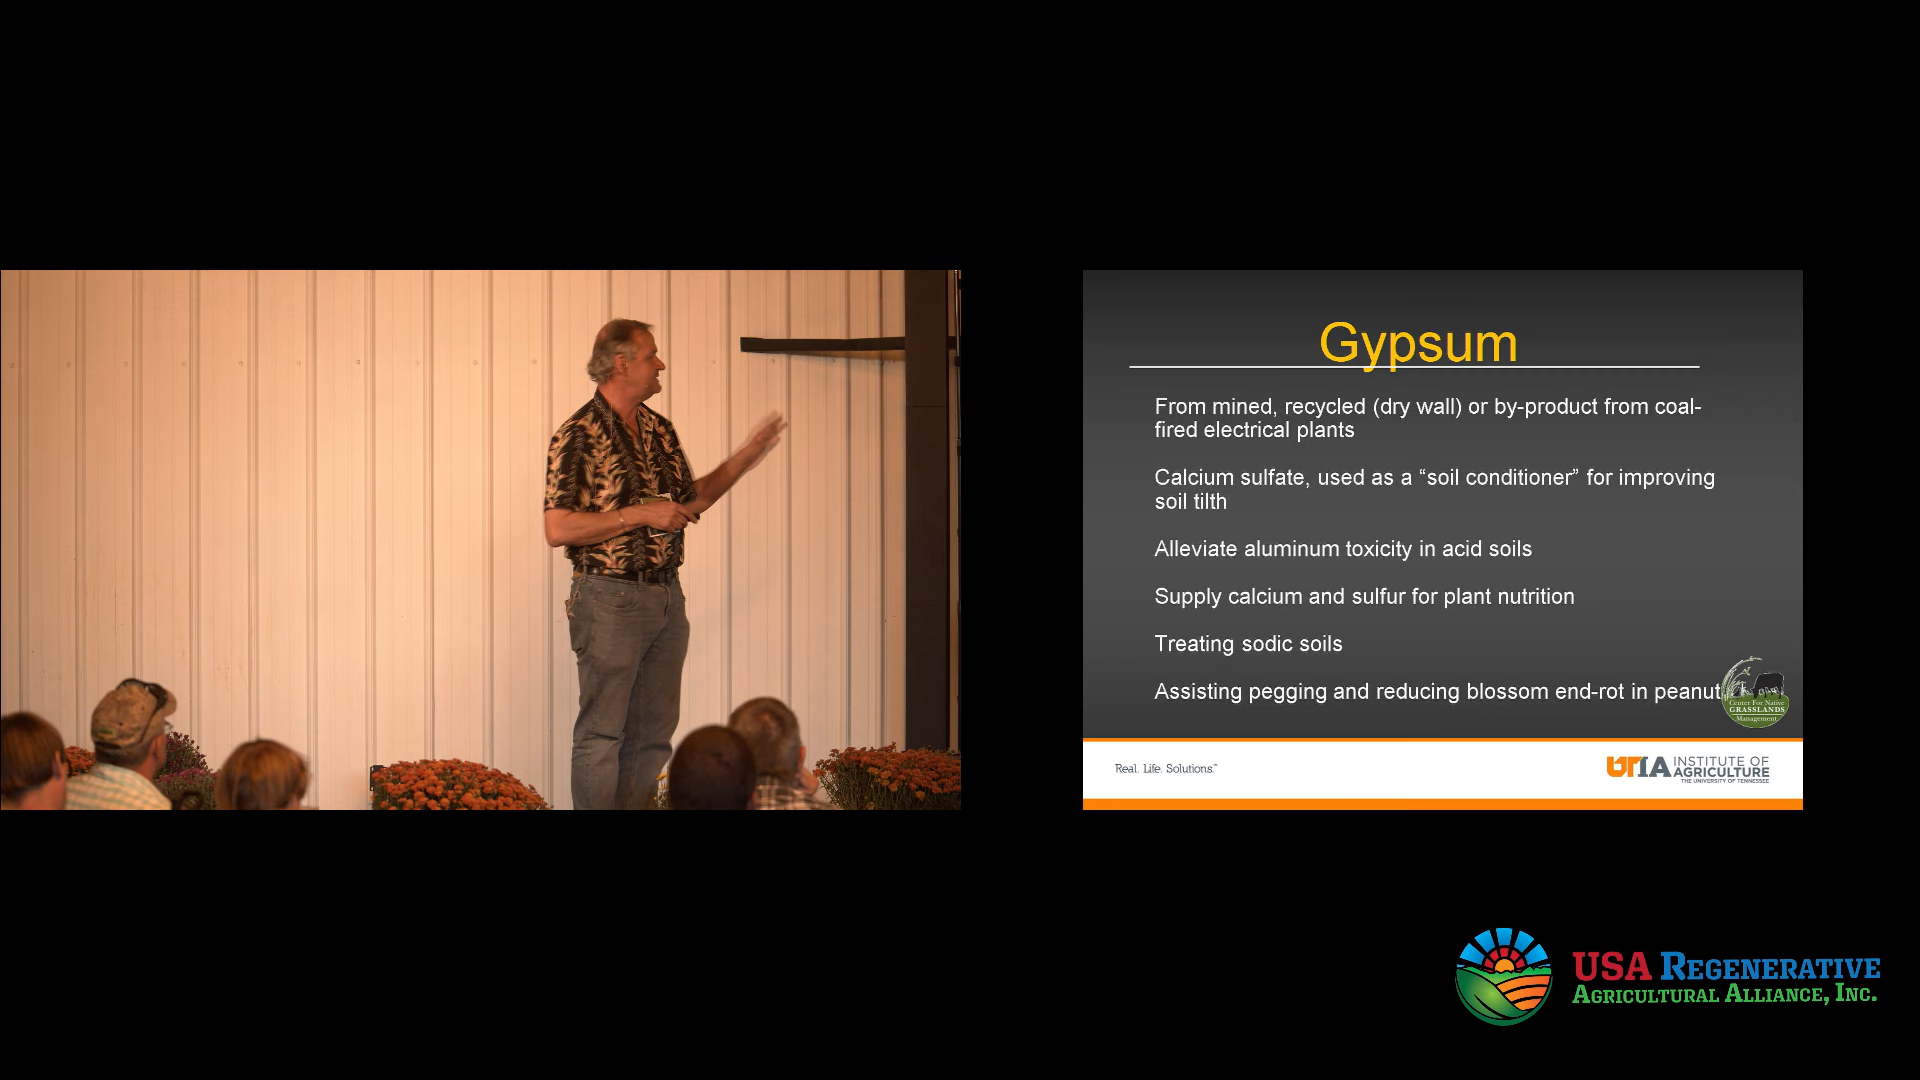 Gypsum
From mined, recycled (dry wall) or by-product from coal-
fired electrical plants
Calcium sulfate, used as a “soil conditioner” for improving
soil tilth
Alleviate aluminum toxicity in acid soils
Supply calcium and sulfur for plant nutrition
Treating sodic soils
Assisting pegging and reducing blossom end-rot in peanut
Center For Native
GRASSLANDS
Management
Real. Life. Solutions.™
UTIA INSTITUTE OF
AGRICULTURE
THE UNIVERSITY OF TENNESSEE
USA REGENERATIVE
AGRICULTURAL ALLIANCE, INC.